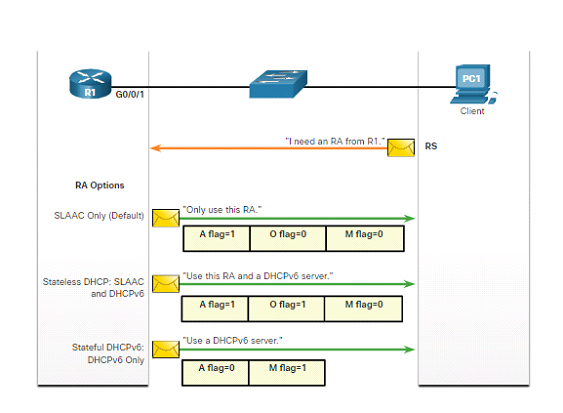 R1
G0/0/1
PC1
Client
"I need an RA from R1."
RS
RA Options
SLAAC Only (Default)
"Only use this RA."
A flag=1 O flag=0 M flag=0
Stateless DHCP: SLAAC
and DHCPv6
"Use this RA and a DHCPv6 server."
A flag=1 O flag=1 M flag=0
Stateful DHCPv6:
DHCPv6 Only
"Use a DHCPv6 server."
A flag=0 M flag=1